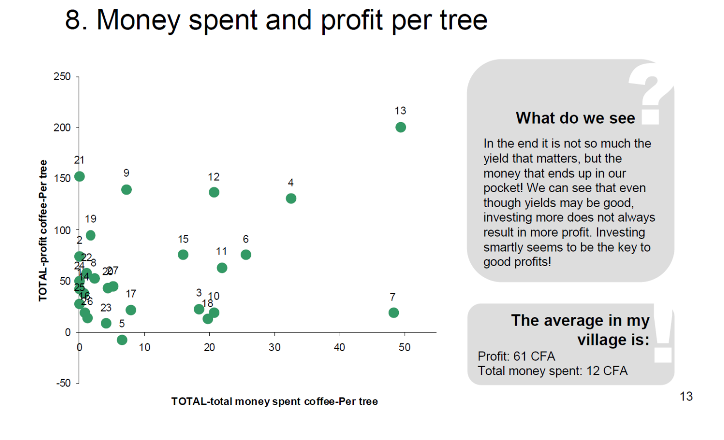 8. Money spent and profit per tree
250
200
150
100
50
0
-50
0
10
20
30
40
50
TOTAL-profit coffee-Per tree
TOTAL-total money spent coffee-Per tree
13
21
9
12
4
19
2
15
6
11
22
8
27
17
3
10
18
7
25
26
23
5
14
?
What do we see
In the end it is not so much the
yield that matters, but the
money that ends up in our
pocket! We can see that even
though yields may be good,
investing more does not always
result in more profit. Investing
smartly seems to be the key to
good profits!
!
The average in my
village is:
Profit: 61 CFA
Total money spent: 12 CFA
13